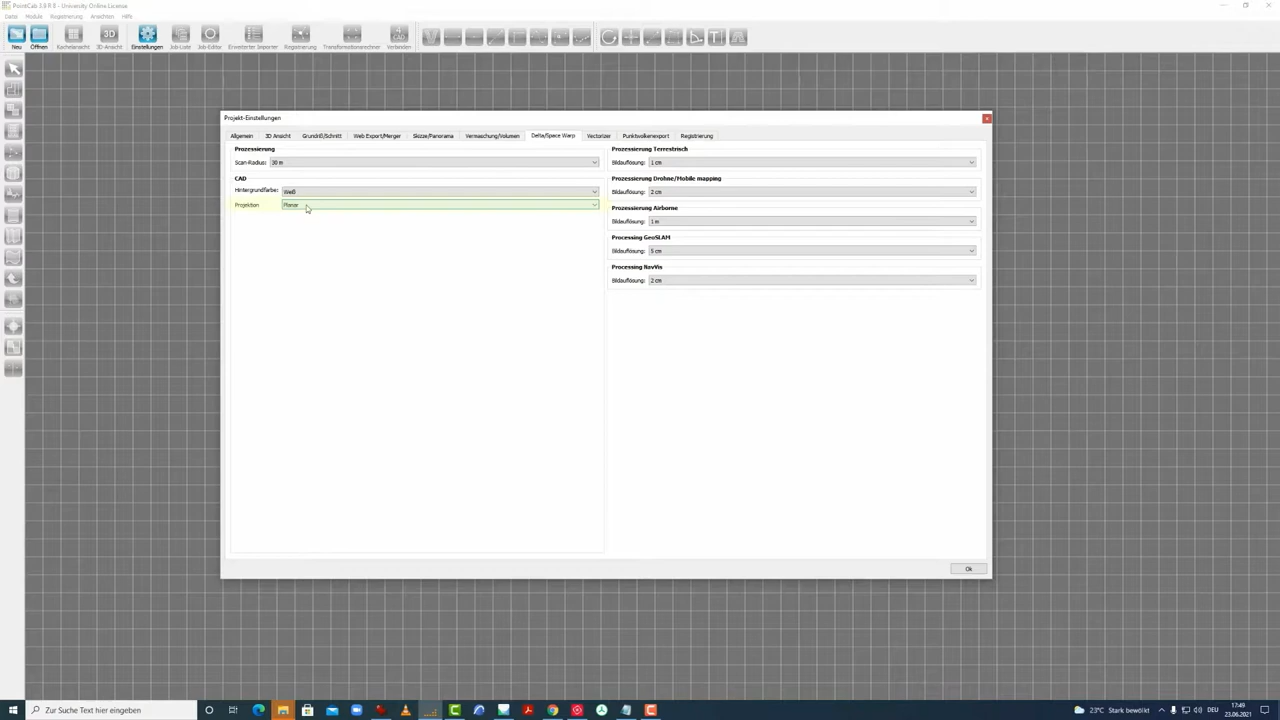 PointCab 3.9 R 8 - University Online License
Datei Module Registrierung Ansichten Hilfe
Neu Öffnen Kachelansicht 3D-Ansicht Einstellungen Job-Liste Job-Editor Erweiterter Importer Registrierung Transformationsrechner Verbinden
Projekt-Einstellungen
Allgemein 3D Ansicht Grundriß/Schnitt Web Export/Merger Skizze/Panorama Vermaschung/Volumen Delta/Space Warp Vectorizer Punktwolkenexport Registrierung
Prozessierung
Scan-Radius: 30 m
CAD
Hintergrundfarbe: Weiß
Projektion Planar
Prozessierung Terrestrisch
Bildauflösung: 1 cm
Prozessierung Drohne/Mobile mapping
Bildauflösung: 2 cm
Prozessierung Airborne
Bildauflösung: 1 m
Processing GeoSLAM
Bildauflösung: 5 cm
Processing NavVis
Bildauflösung: 2 cm
Ok
Zur Suche Text hier eingeben
23°C Stark bewölkt
DEU
17:49
23.06.2021